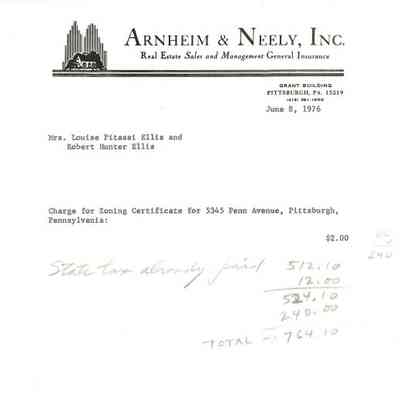 ARNHEIM & NEELY, INC.
Real Estate Sales and Management General Insurance
GRANT BUILDING
PITTSBURGH, PA. 15219
June 8, 1976
Mrs. Louise Pitassi Ellis and
Robert Hunter Ellis
Charge for Zoning Certificate for 5345 Penn Avenue, Pittsburgh,
Pennsylvania:
$2.00
240
State tax already paid 512.10
12.00
524.10
240.00
TOTAL 764.10